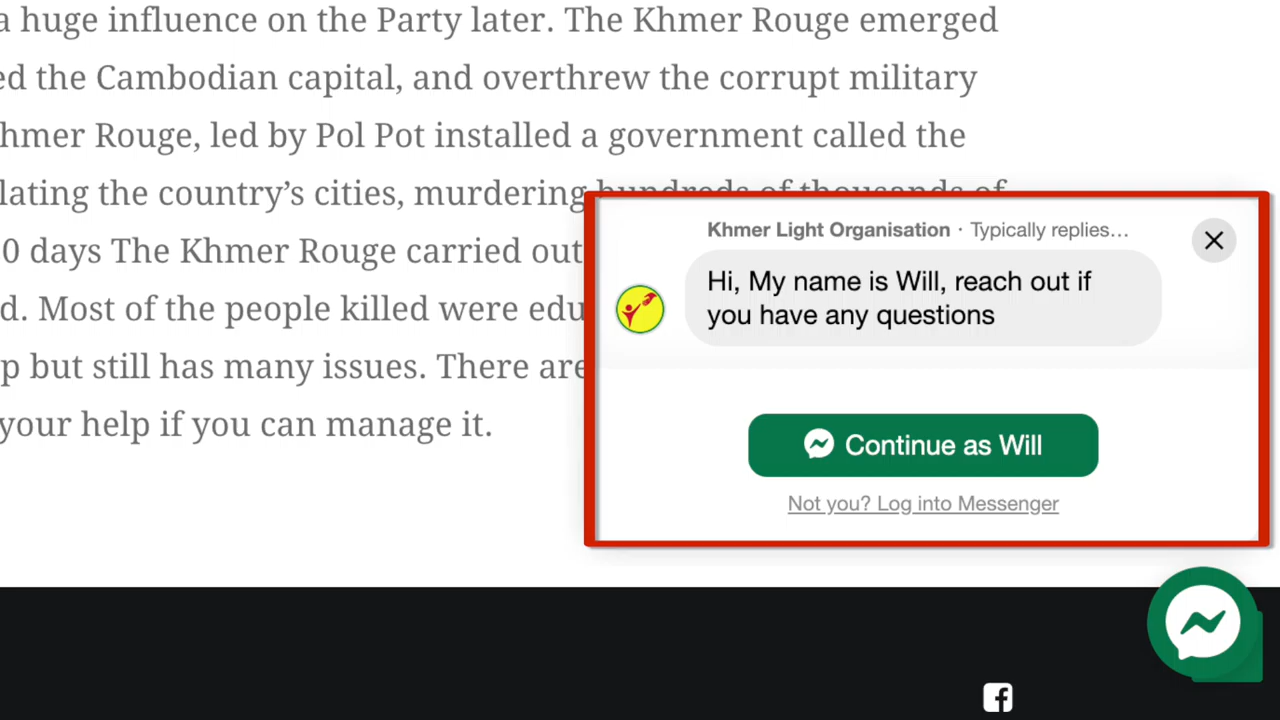 a huge influence on the Party later. The Khmer Rouge emerged
ed the Cambodian capital, and overthrew the corrupt military
hmer Rouge, led by Pol Pot installed a government called the
lating the country’s cities, murdering hundreds of thousands of
0 days The Khmer Rouge carried out
d. Most of the people killed were edu
p but still has many issues. There are
your help if you can manage it.
Khmer Light Organisation · Typically replies…
Hi, My name is Will, reach out if
you have any questions
Continue as Will
Not you? Log into Messenger